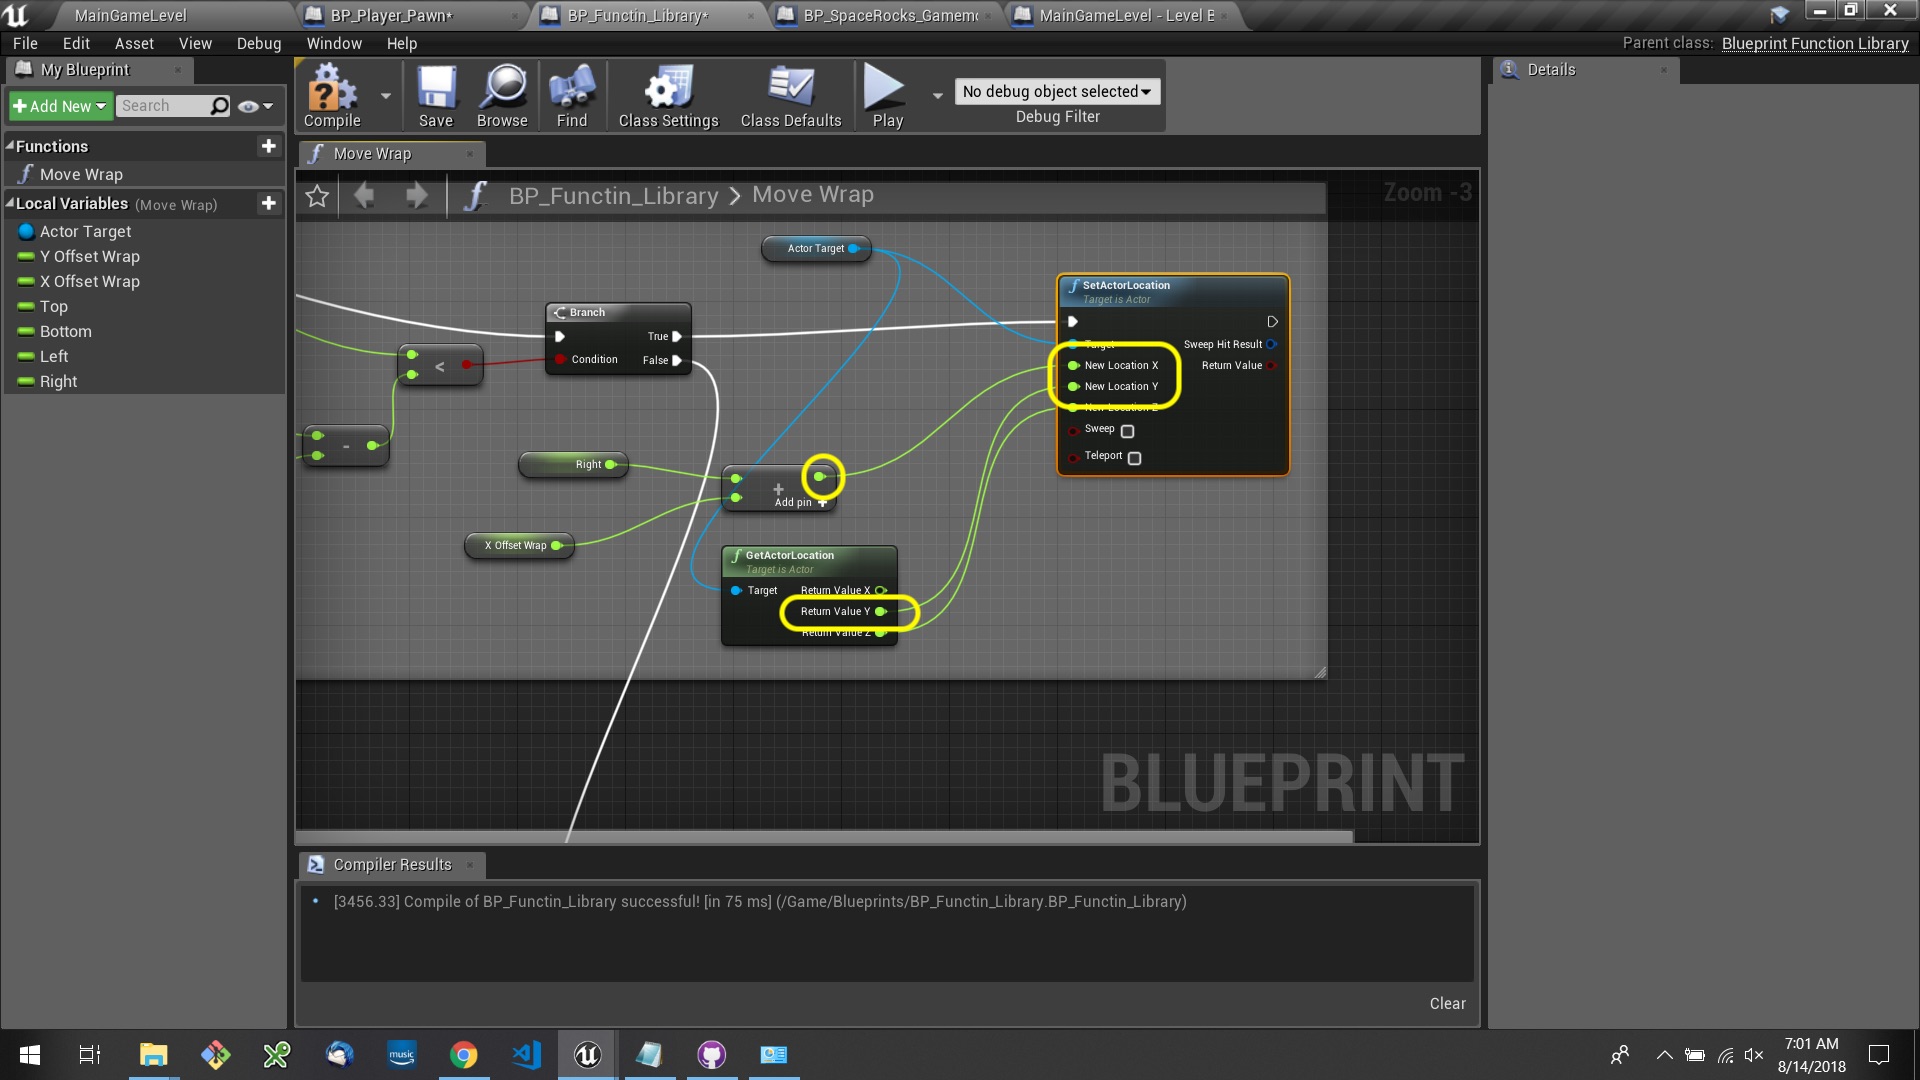 MainGameLevel
BP_Player_Pawn*
BP_Functin_Library*
BP_SpaceRocks_Gamem
MainGameLevel - Level B
File Edit Asset View Debug Window Help
Parent class: Blueprint Function Library
My Blueprint
Add New
Search
Functions
Move Wrap
Local Variables (Move Wrap)
Actor Target
Y Offset Wrap
X Offset Wrap
Top
Bottom
Left
Right
Compile
Save
Browse
Find
Class Settings
Class Defaults
Play
No debug object selected
Debug Filter
Details
Move Wrap
BP_Functin_Library > Move Wrap
Zoom -3
Actor Target
Branch
True
Condition
False
<
-
Right
X Offset Wrap
+
Add pin +
GetActorLocation
Target is Actor
Target
Return Value X
Return Value Y
Return Value Z
SetActorLocation
Target is Actor
Target
Sweep Hit Result
New Location X
Return Value
New Location Y
New Location Z
Sweep
Teleport
BLUEPRINT
Compiler Results
[3456.33] Compile of BP_Functin_Library successful! [in 75 ms] (/Game/Blueprints/BP_Functin_Library.BP_Functin_Library)
Clear
music
7:01 AM
8/14/2018